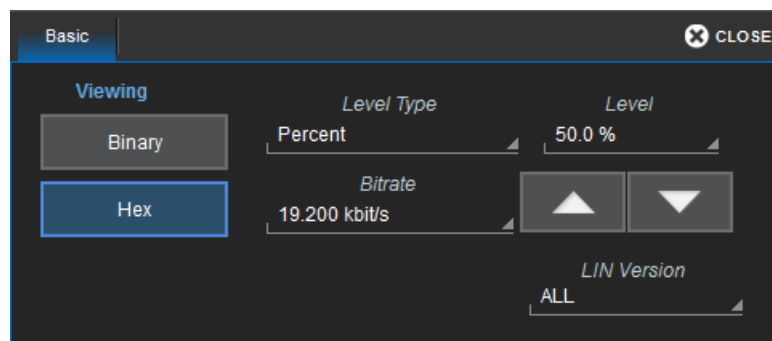 Basic
CLOSE
Viewing
Binary
Hex
Level Type
Percent
Level
50.0 %
Bitrate
19.200 kbit/s
LIN Version
ALL